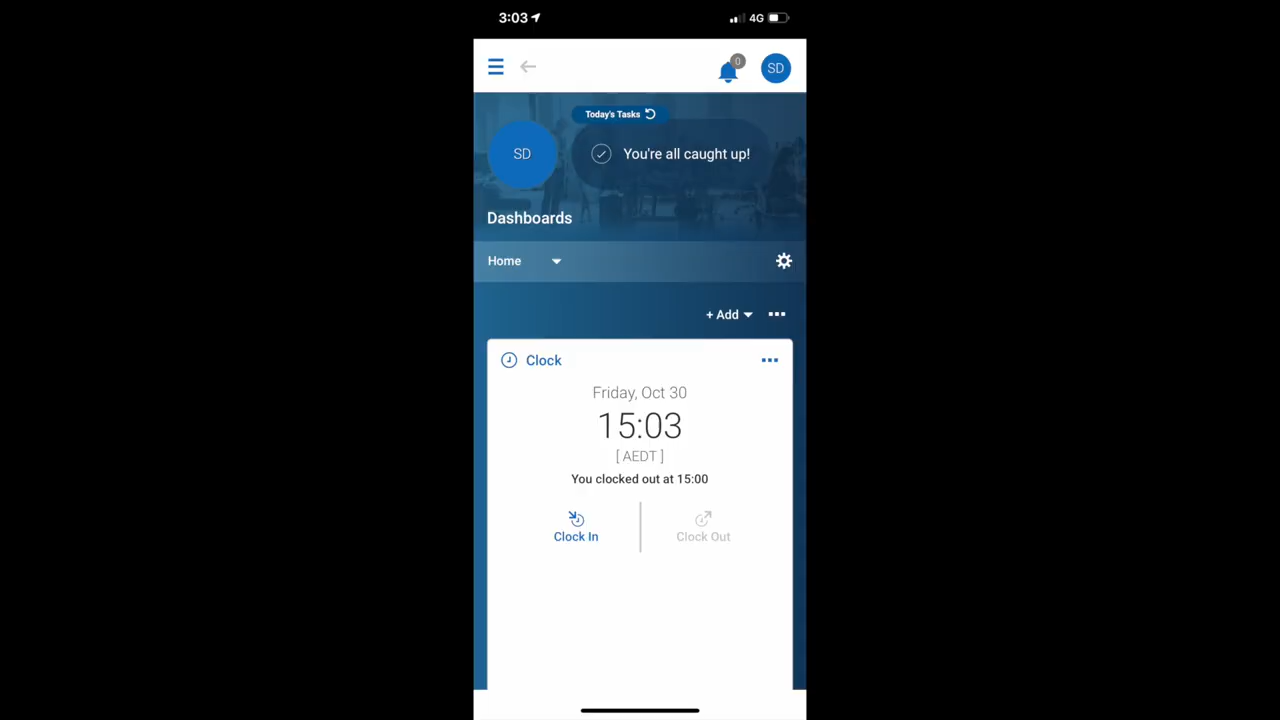 3:03
4G
0
SD
Today's Tasks
SD
You're all caught up!
Dashboards
Home
+ Add
Clock
Friday, Oct 30
15:03
[ AEDT ]
You clocked out at 15:00
Clock In
Clock Out